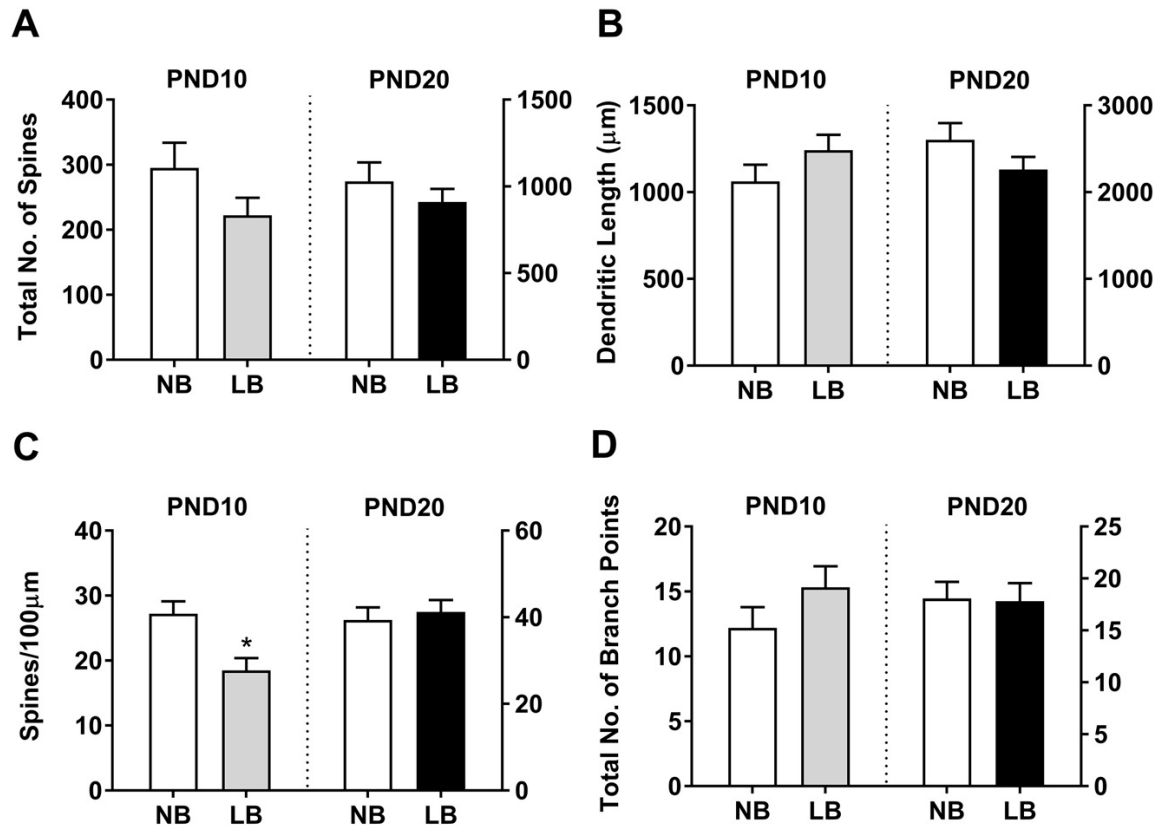 A
PND10 PND20
Total No. of Spines
400 300 200 100 0
1500 1000 500 0
NB LB NB LB
B
PND10 PND20
Dendritic Length (μm)
1500 1000 500 0
3000 2000 1000 0
NB LB NB LB
C
PND10 PND20
Spines/100μm
40 30 20 10 0
*
60 40 20 0
NB LB NB LB
D
PND10 PND20
Total No. of Branch Points
20 15 10 5 0
25 20 15 10 5 0
NB LB NB LB